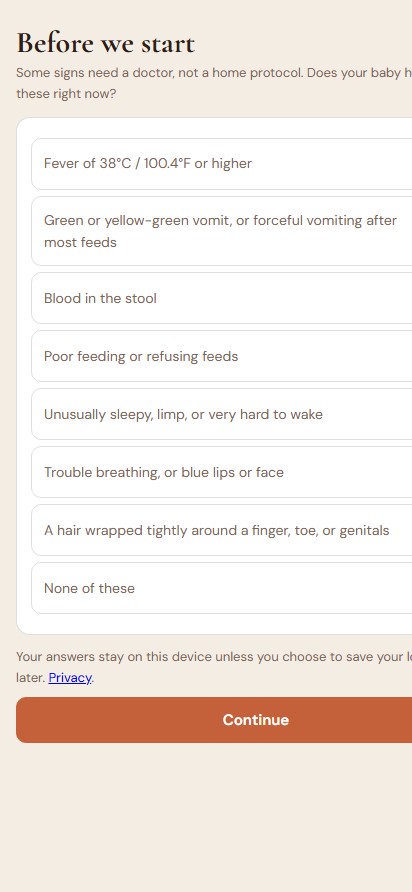 Before we start
Some signs need a doctor, not a home protocol. Does your baby h
these right now?
Fever of 38°C / 100.4°F or higher
Green or yellow-green vomit, or forceful vomiting after
most feeds
Blood in the stool
Poor feeding or refusing feeds
Unusually sleepy, limp, or very hard to wake
Trouble breathing, or blue lips or face
A hair wrapped tightly around a finger, toe, or genitals
None of these
Your answers stay on this device unless you choose to save your
later. Privacy.
Continue